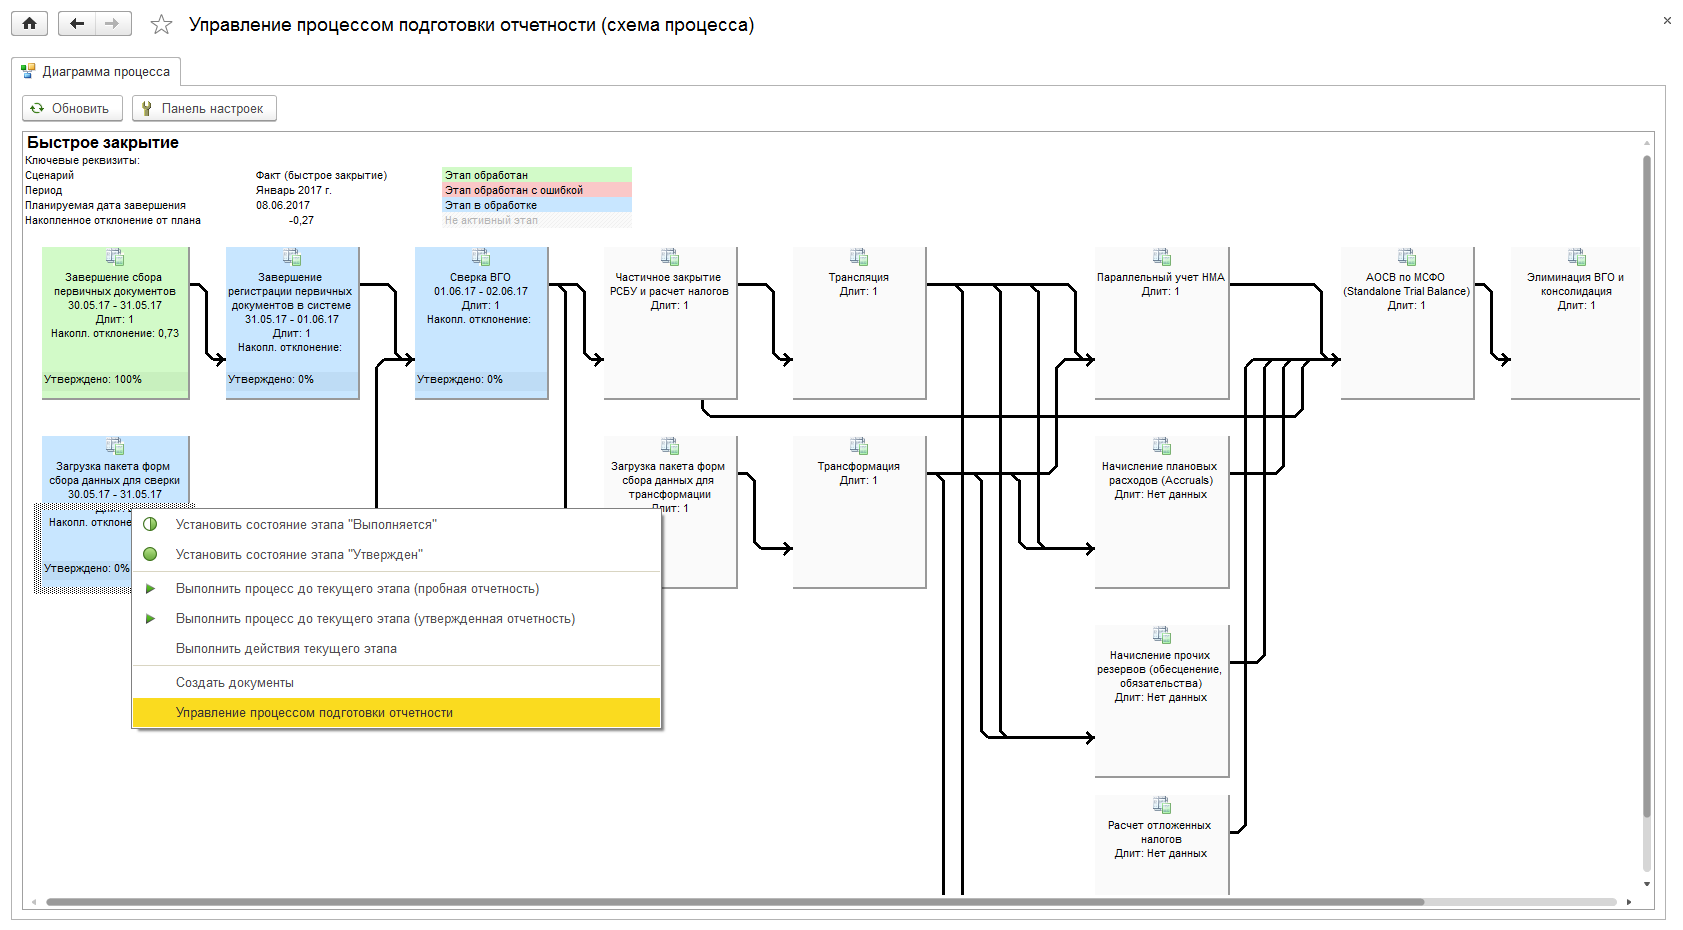 Управление процессом подготовки отчетности (схема процесса)
Диаграмма процесса
Обновить
Панель настроек
Быстрое закрытие
Ключевые реквизиты:
Сценарий
Факт (быстрое закрытие)
Этап обработан
Период
Январь 2017 г.
Этап обработан с ошибкой
Планируемая дата завершения
08.06.2017
Этап в обработке
Накопленное отклонение от плана
-0,27
Не активный этап
Завершение сбора
первичных документов
30.05.17 - 31.05.17
Длит: 1
Накопл. отклонение: 0,73
Утверждено: 100%
Завершение
регистрации первичных
документов в системе
31.05.17 - 01.06.17
Длит: 1
Накопл. отклонение:
Утверждено: 0%
Сверка ВГО
01.06.17 - 02.06.17
Длит: 1
Накопл. отклонение:
Утверждено: 0%
Частичное закрытие
РСБУ и расчет налогов
Длит: 1
Трансляция
Длит: 1
Параллельный учет НМА
Длит: 1
АОСВ по МСФО
(Standalone Trial Balance)
Длит: 1
Элиминация ВГО и
консолидация
Длит: 1
Загрузка пакета форм
сбора данных для сверки
30.05.17 - 31.05.17
Накопл. отклоне
Утверждено: 0%
Загрузка пакета форм
сбора данных для
трансформации
Длит: 1
Трансформация
Длит: 1
Начисление плановых
расходов (Accruals)
Длит: Нет данных
Начисление прочих
резервов (обесценение,
обязательства)
Длит: Нет данных
Расчет отложенных
налогов
Длит: Нет данных
Установить состояние этапа "Выполняется"
Установить состояние этапа "Утвержден"
Выполнить процесс до текущего этапа (пробная отчетность)
Выполнить процесс до текущего этапа (утвержденная отчетность)
Выполнить действия текущего этапа
Создать документы
Управление процессом подготовки отчетности